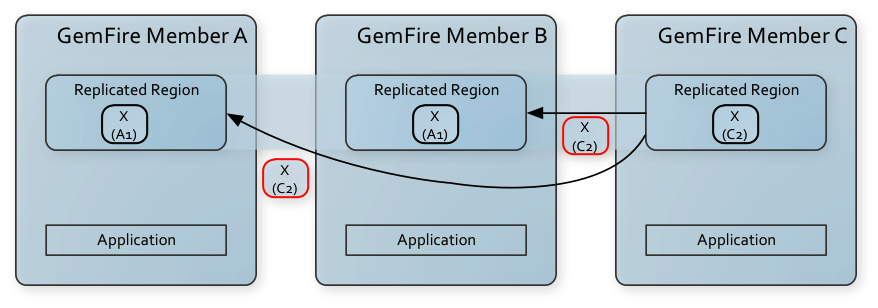 GemFire Member A
Replicated Region
X
(A1)
Application
GemFire Member B
Replicated Region
X
(A1)
Application
GemFire Member C
Replicated Region
X
(C2)
Application
X
(C2)
X
(C2)